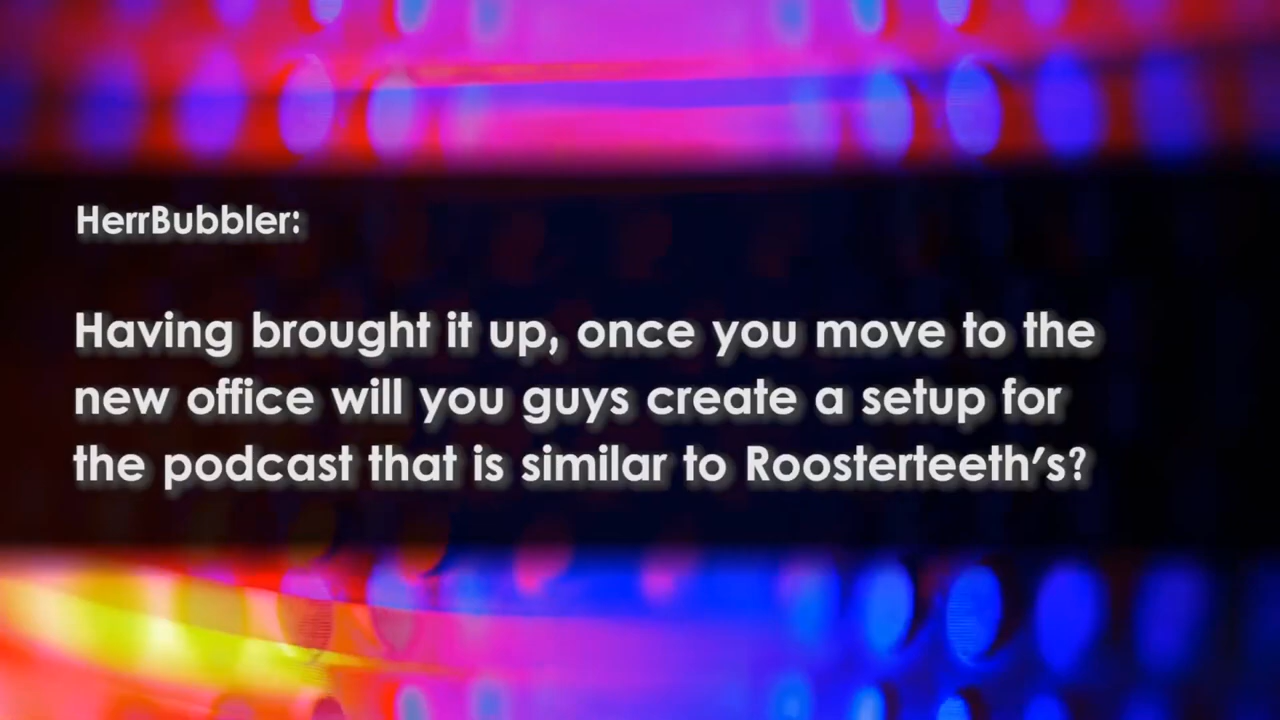 HerrBubbler:
Having brought it up, once you move to the
new office will you guys create a setup for
the podcast that is similar to Roosterteeth's?